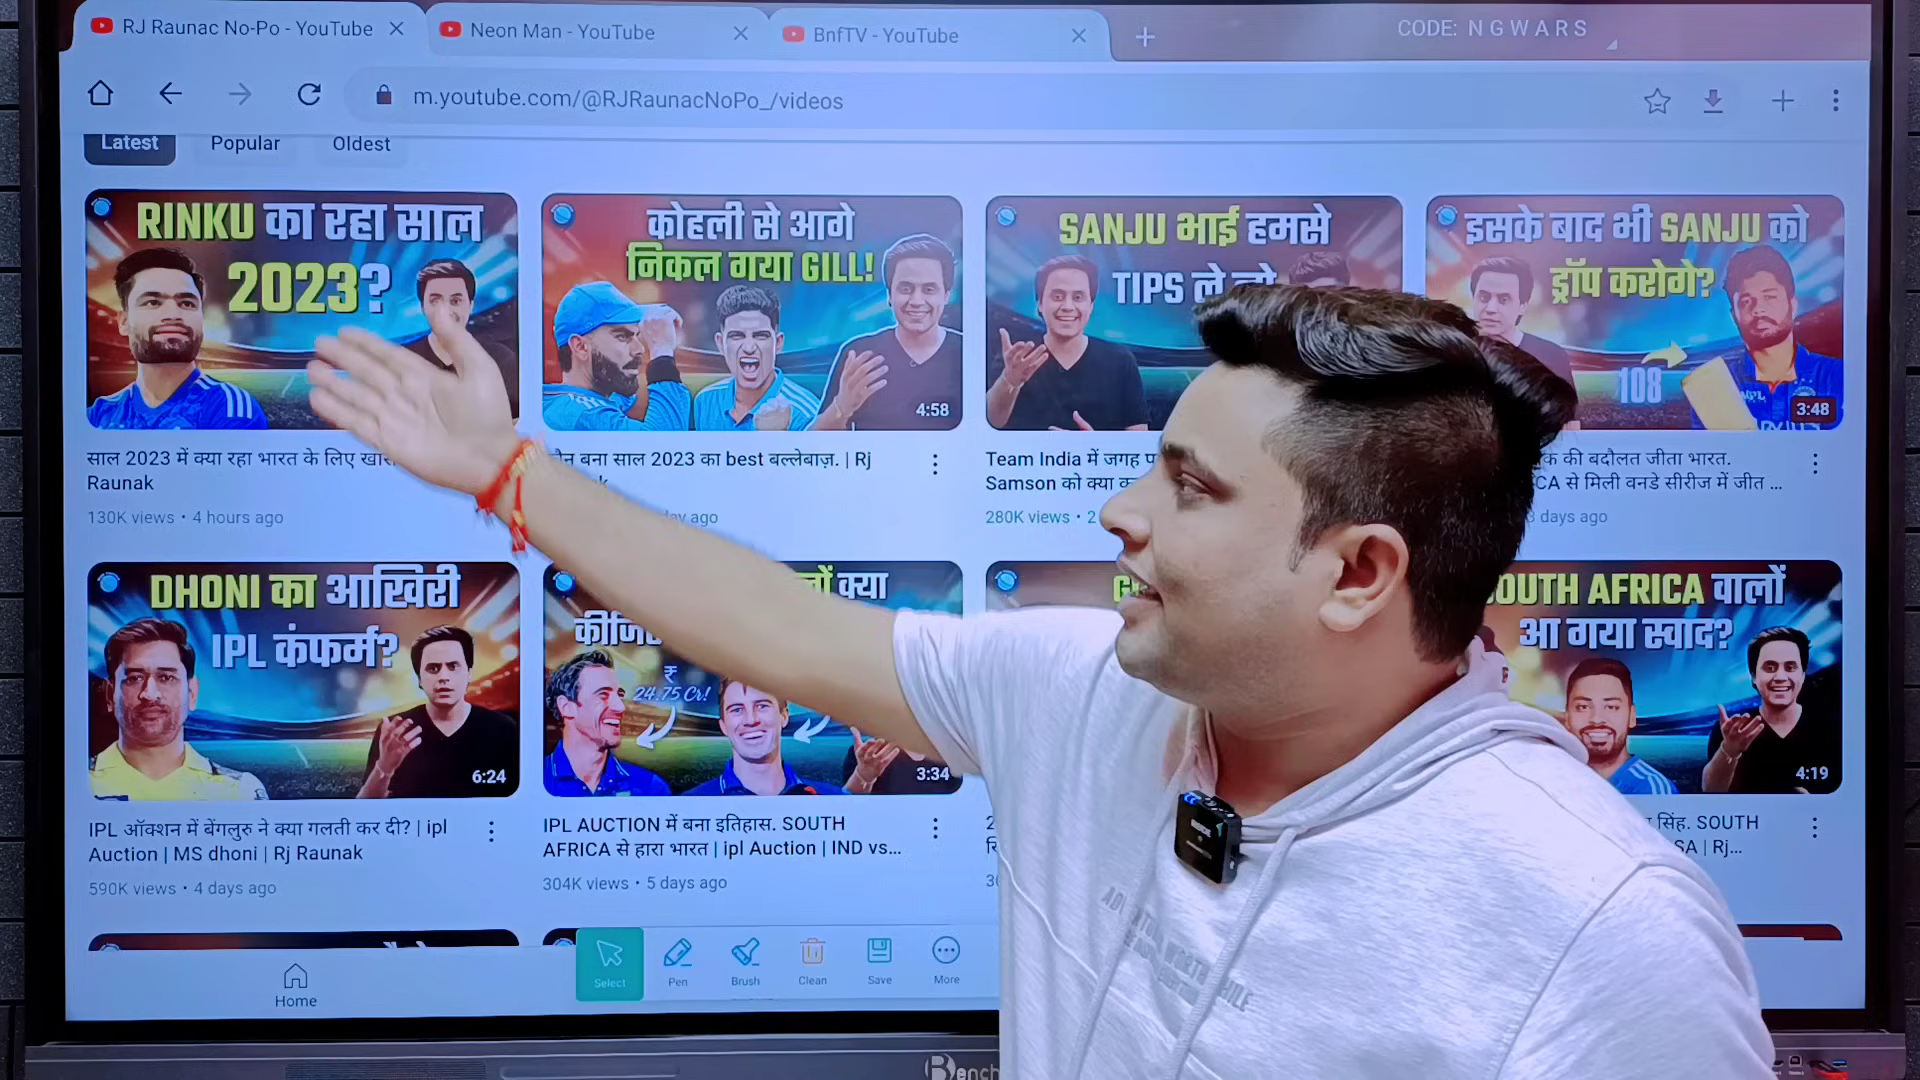 RJ Raunac No-Po - YouTube
Neon Man - YouTube
BnfTV - YouTube
CODE: N G W A R S
m.youtube.com/@RJRaunacNoPo_/videos
Latest
Popular
Oldest
RINKU का रहा साल
2023?
कोहली से आगे
निकल गया GILL!
4:58
SANJU भाई हमसे
TIPS ले लो
इसके बाद भी SANJU को
ड्रॉप करोगे?
108
3:48
साल 2023 में क्या रहा भारत के लिए
Raunak
130K views • 4 hours ago
बना साल 2023 का best बल्लेबाज़. | Rj
day ago
Team India में जगह
Samson को क्या
280K views • 2
की बदौलत जीता भारत.
से मिली वनडे सीरीज में जीत ...
3 days ago
DHONI का आखिरी
IPL कंफर्म?
6:24
क्या
₹
24.75 Cr!
3:34
SOUTH AFRICA वालों
आ गया स्वाद?
4:19
IPL ऑक्शन में बेंगलुरु ने क्या गलती कर दी? | ipl
Auction | MS dhoni | Rj Raunak
590K views • 4 days ago
IPL AUCTION में बना इतिहास. SOUTH
AFRICA से हारा भारत | ipl Auction | IND vs...
304K views • 5 days ago
सिंह. SOUTH
SA | Rj...
Home
Select
Pen
Brush
Clean
Save
More